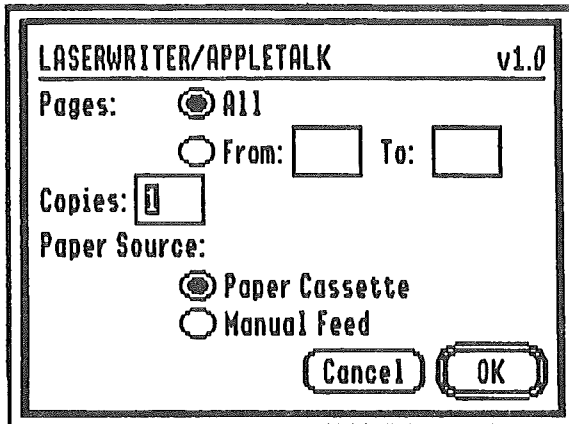 LASERWRITER/APPLETALK v1.0
Pages: All
From: To:
Copies: 1
Paper Source:
Paper Cassette
Manual Feed
Cancel OK